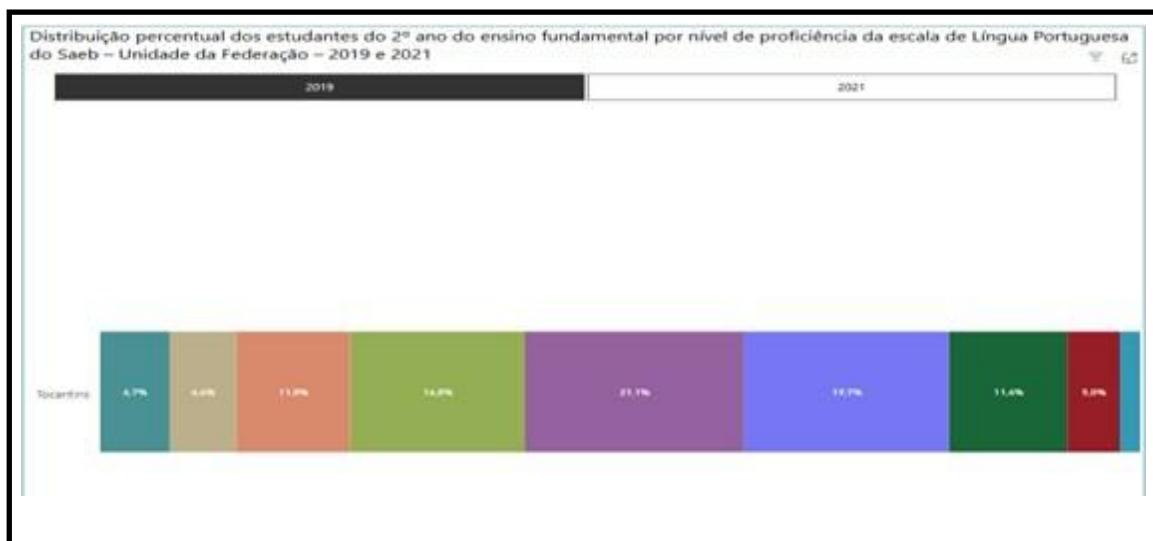 Distribuição percentual dos estudantes do 2º ano do ensino fundamental por nível de proficiência da escala de Língua Portuguesa
do Saeb – Unidade da Federação – 2019 e 2021
2019 2021
Tocantins 6,7% 16,8% 21,1% 19,7% 11,4% 5,0%